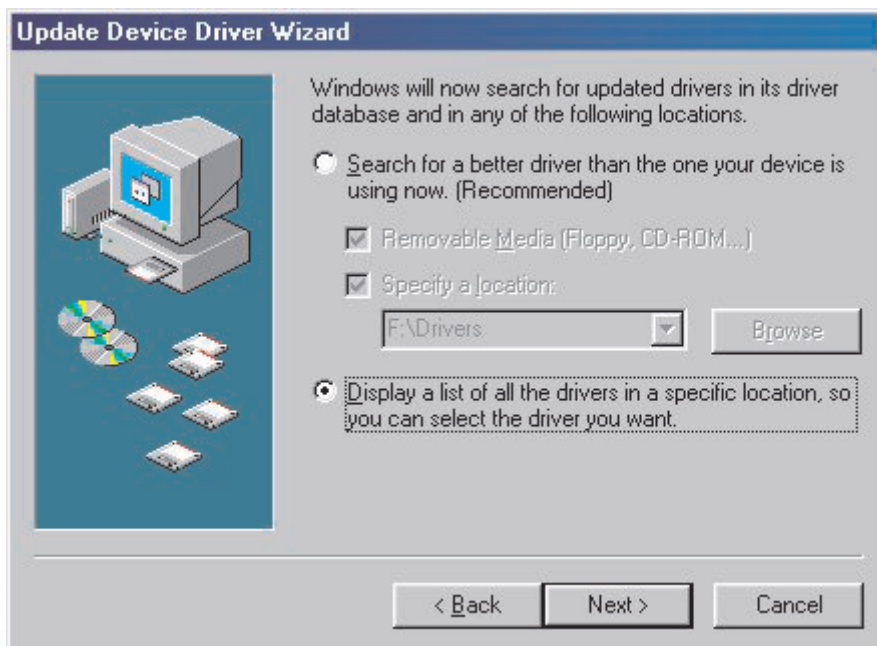 Update Device Driver Wizard
Windows will now search for updated drivers in its driver
database and in any of the following locations.
Search for a better driver than the one your device is
using now. (Recommended)
Removable Media (Floppy, CD-ROM...)
Specify a location:
F:\Drivers
Browse
Display a list of all the drivers in a specific location, so
you can select the driver you want.
< Back
Next >
Cancel